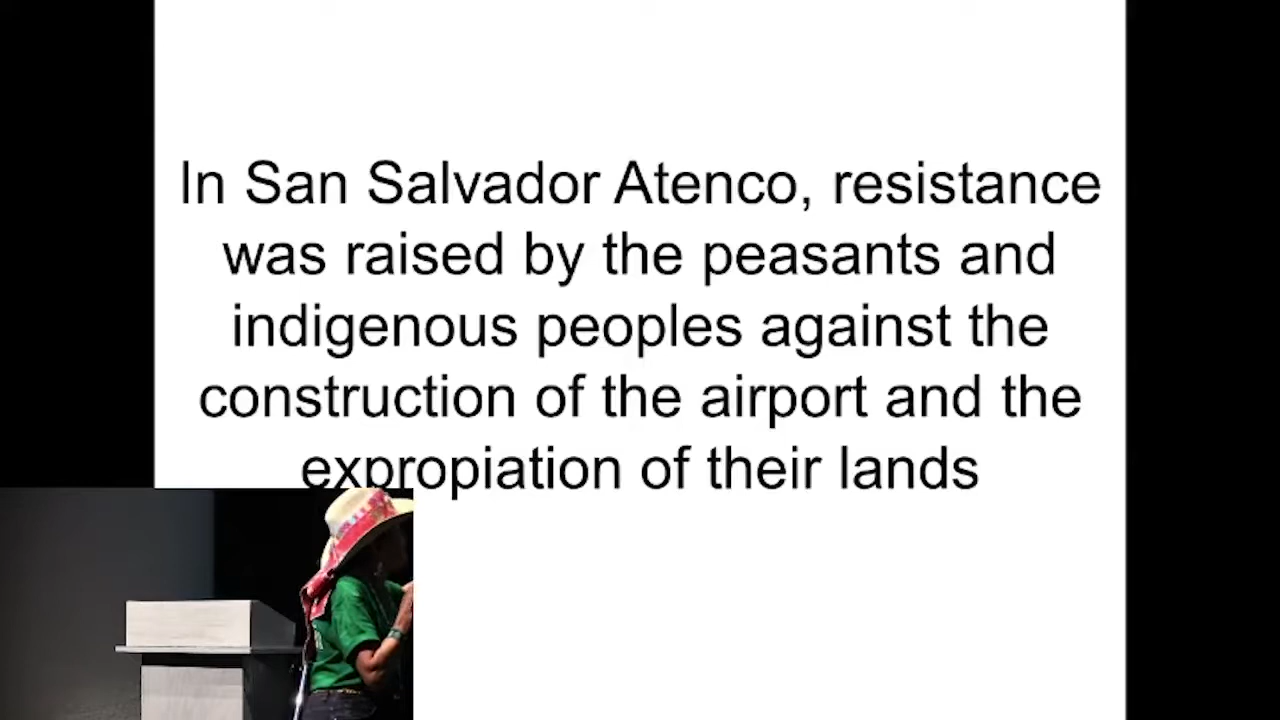 In San Salvador Atenco, resistance
was raised by the peasants and
indigenous peoples against the
construction of the airport and the
expropiation of their lands